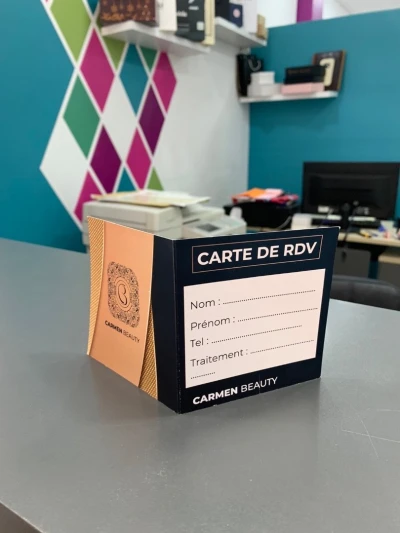 CARTE DE RDV
Nom : ..............................
Prénom : ..............................
Tel : ..............................
Traitement : ..............................
............
CARMEN BEAUTY
CARMEN BEAUTY